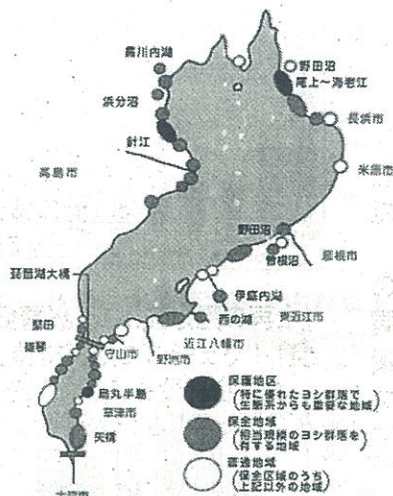 貫川内湖
野田沼
尾上〜海老江
浜分沼
長浜市
針江
米原市
高島市
野田沼
曽根沼
彦根市
琵琶湖大橋
伊庭内湖
西の湖
東近江市
堅田
近江八幡市
雄琴
守山市
野洲市
烏丸半島
草津市
矢橋
大津市
保護地区
(特に優れたヨシ群落で
生態系からも重要な地域)
保全地域
(相当規模のヨシ群落を
有する地域)
普通地域
(保全区域のうち
上記以外の地域)